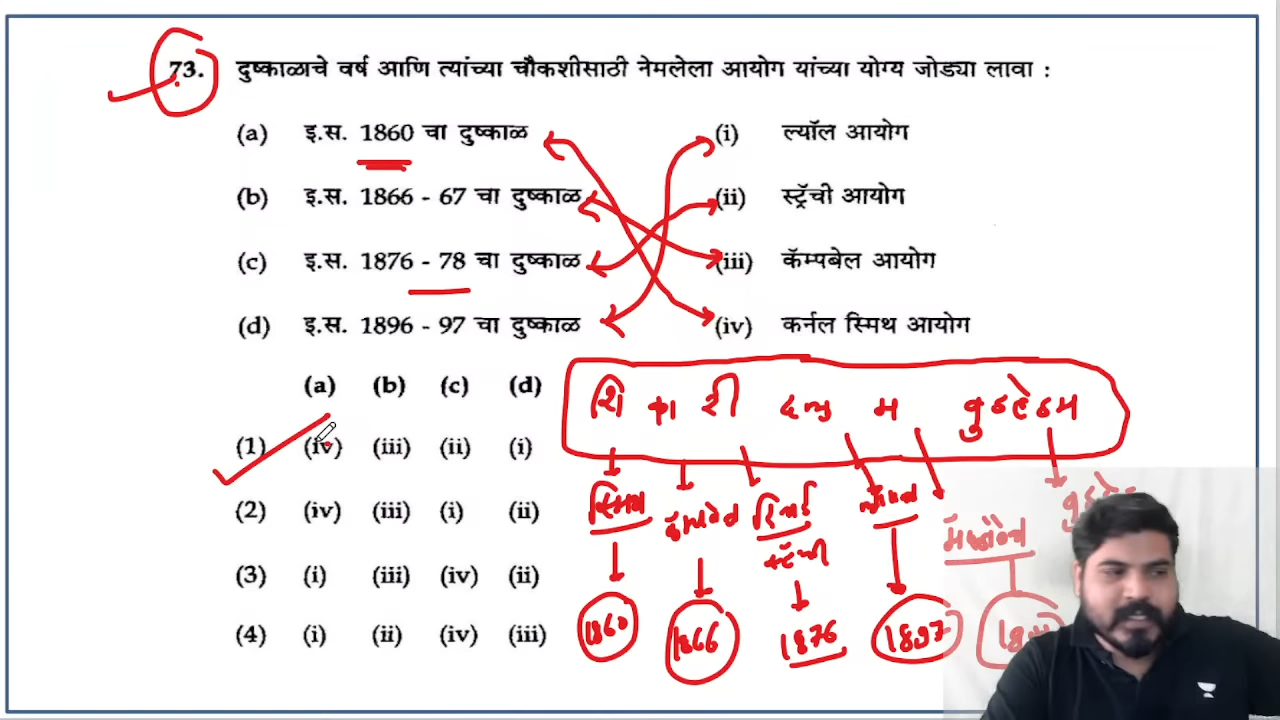 73. दुष्काळाचे वर्ष आणि त्यांच्या चौकशीसाठी नेमलेला आयोग यांच्या योग्य जोड्या लावा :
(a) इ.स. 1860 चा दुष्काळ (i) ल्यॉल आयोग
(b) इ.स. 1866 - 67 चा दुष्काळ (ii) स्ट्रॅची आयोग
(c) इ.स. 1876 - 78 चा दुष्काळ (iii) कॅम्पबेल आयोग
(d) इ.स. 1896 - 97 चा दुष्काळ (iv) कर्नल स्मिथ आयोग
(a) (b) (c) (d)
(1) (iv) (iii) (ii) (i)
(2) (iv) (iii) (i) (ii)
(3) (i) (iii) (iv) (ii)
(4) (i) (ii) (iv) (iii)
शि का री म वुडहेडम
स्मिथ
स्ट्रॅची
1860 1866 1876 1897